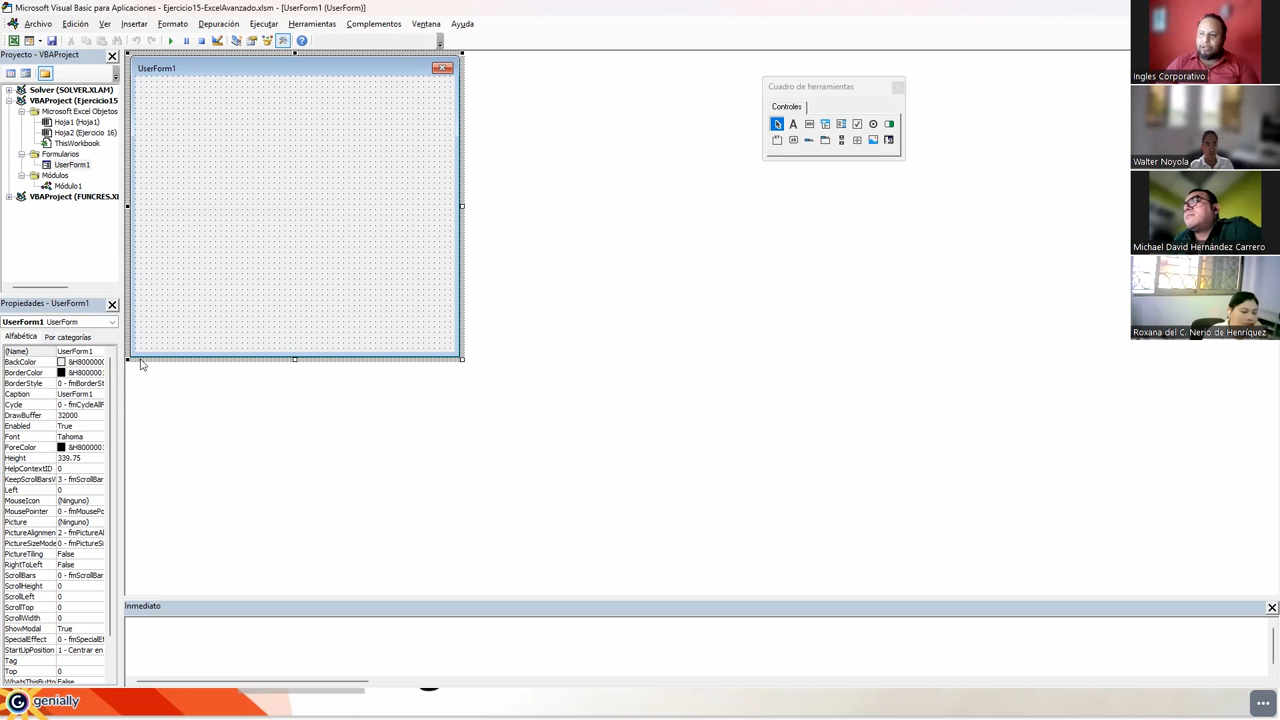 Microsoft Visual Basic para Aplicaciones - Ejercicio15-ExcelAvanzado.xlsm - [UserForm1 (UserForm)]
Archivo Edición Ver Insertar Formato Depuración Ejecutar Herramientas Complementos Ventana Ayuda
Proyecto - VBAProject
Solver (SOLVER.XLAM)
VBAProject (Ejercicio15
Microsoft Excel Objetos
Hoja1 (Hoja1)
Hoja2 (Ejercicio 16)
ThisWorkbook
Formularios
UserForm1
Módulos
Módulo1
VBAProject (FUNCRES.XL
Propiedades - UserForm1
UserForm1 UserForm
Alfabética Por categorías
(Name) UserForm1
BackColor &H800000
BorderColor &H800000
BorderStyle 0 - fmBorderSt
Caption UserForm1
Cycle 0 - fmCycleAllF
DrawBuffer 32000
Enabled True
Font Tahoma
ForeColor &H800000
Height 339.75
HelpContextID 0
KeepScrollBarsV 3 - fmScrollBar
Left 0
MouseIcon (Ninguno)
MousePointer 0 - fmMousePo
Picture (Ninguno)
PictureAlignmen 2 - fmPictureAl
PictureSizeMode 0 - fmPictureSi
PictureTiling False
RightToLeft False
ScrollBars 0 - fmScrollBar
ScrollHeight 0
ScrollLeft 0
ScrollTop 0
ScrollWidth 0
ShowModal True
SpecialEffect 0 - fmSpecialEf
StartUpPosition 1 - Centrar en
Tag
Top 0
WhatsThisButto False
UserForm1
Cuadro de herramientas
Controles
Inmediato
Ingles Corporativo
Walter Noyola
Michael David Hernández Carrero
Roxana del C. Nerio de Henríquez
genially